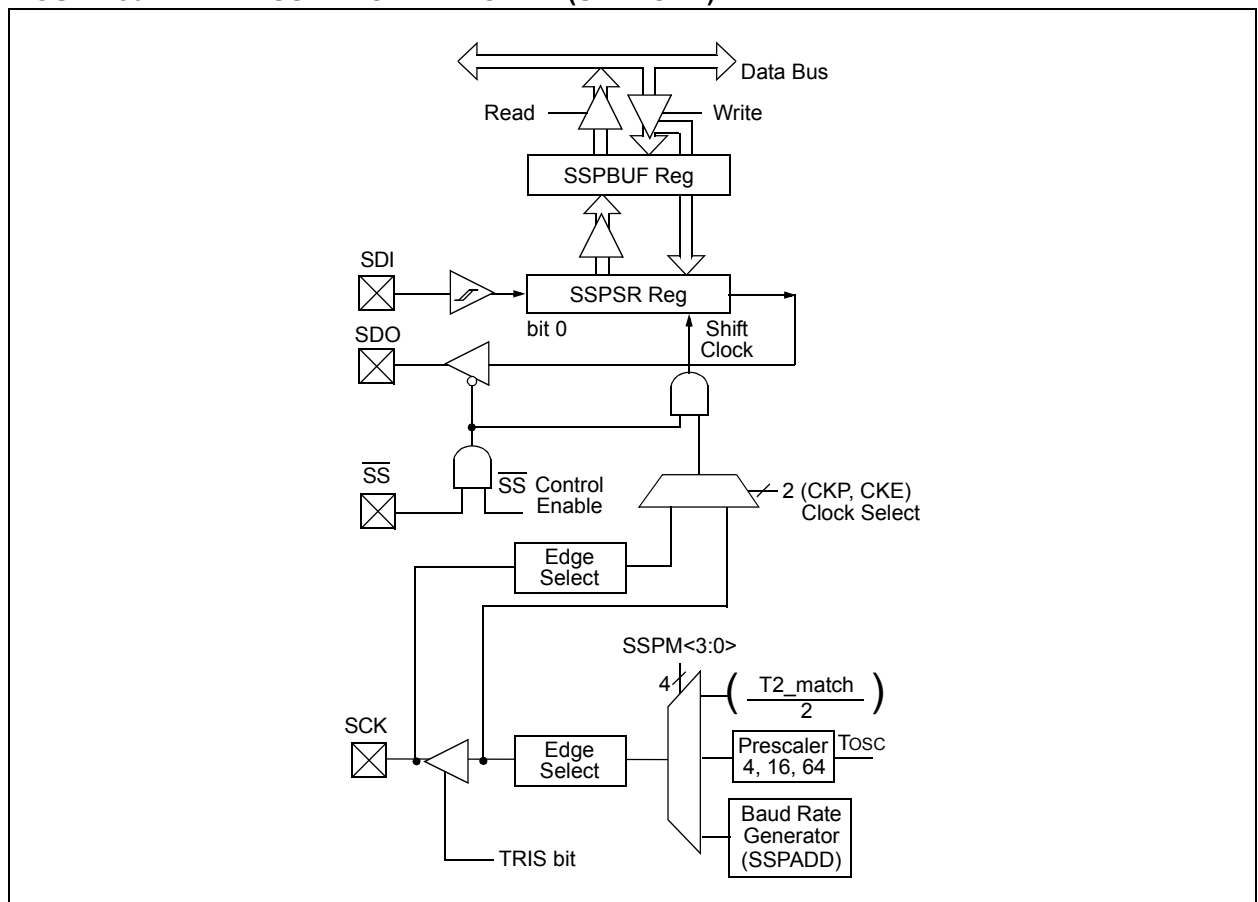 Data Bus
Read
Write
SSPBUF Reg
SDI
SSPSR Reg
bit 0
Shift
Clock
SDO
SS
SS Control
Enable
2 (CKP, CKE)
Clock Select
Edge
Select
SSPM<3:0>
4
( T2_match )
2
SCK
Edge
Select
Prescaler
4, 16, 64
TOSC
Baud Rate
Generator
(SSPADD)
TRIS bit